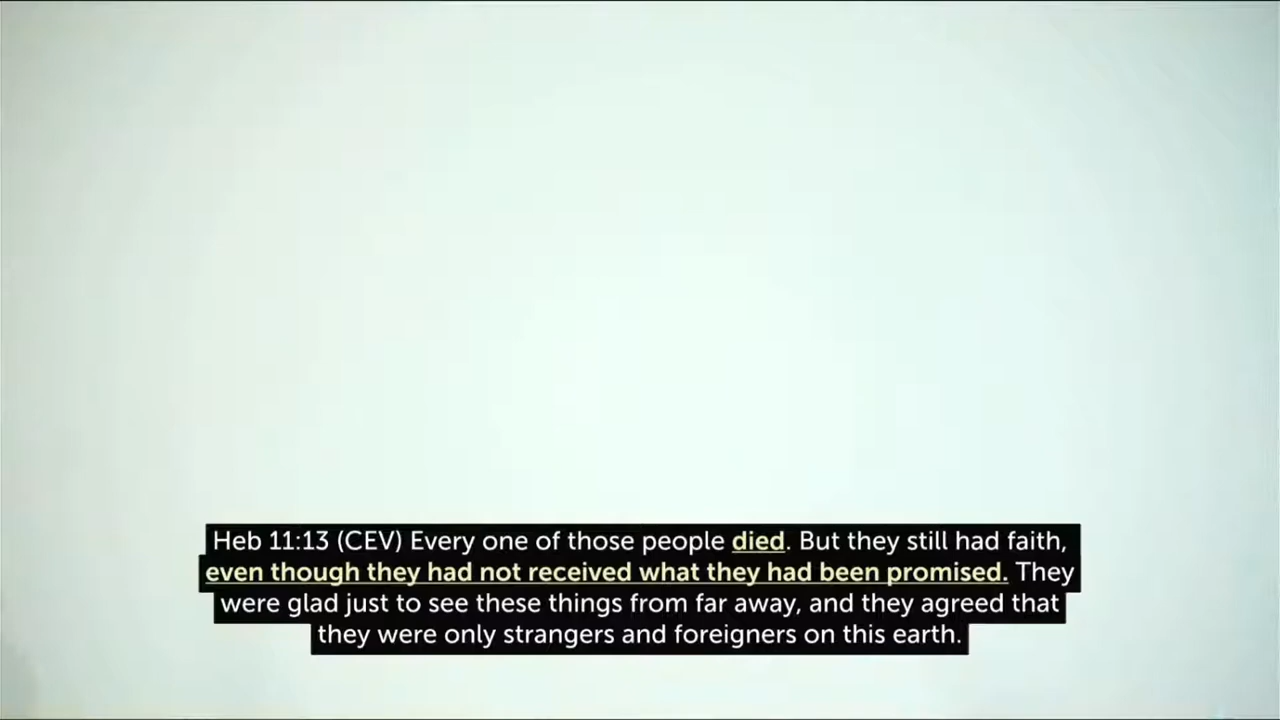 Heb 11:13 (CEV) Every one of those people died. But they still had faith,
even though they had not received what they had been promised. They
were glad just to see these things from far away, and they agreed that
they were only strangers and foreigners on this earth.